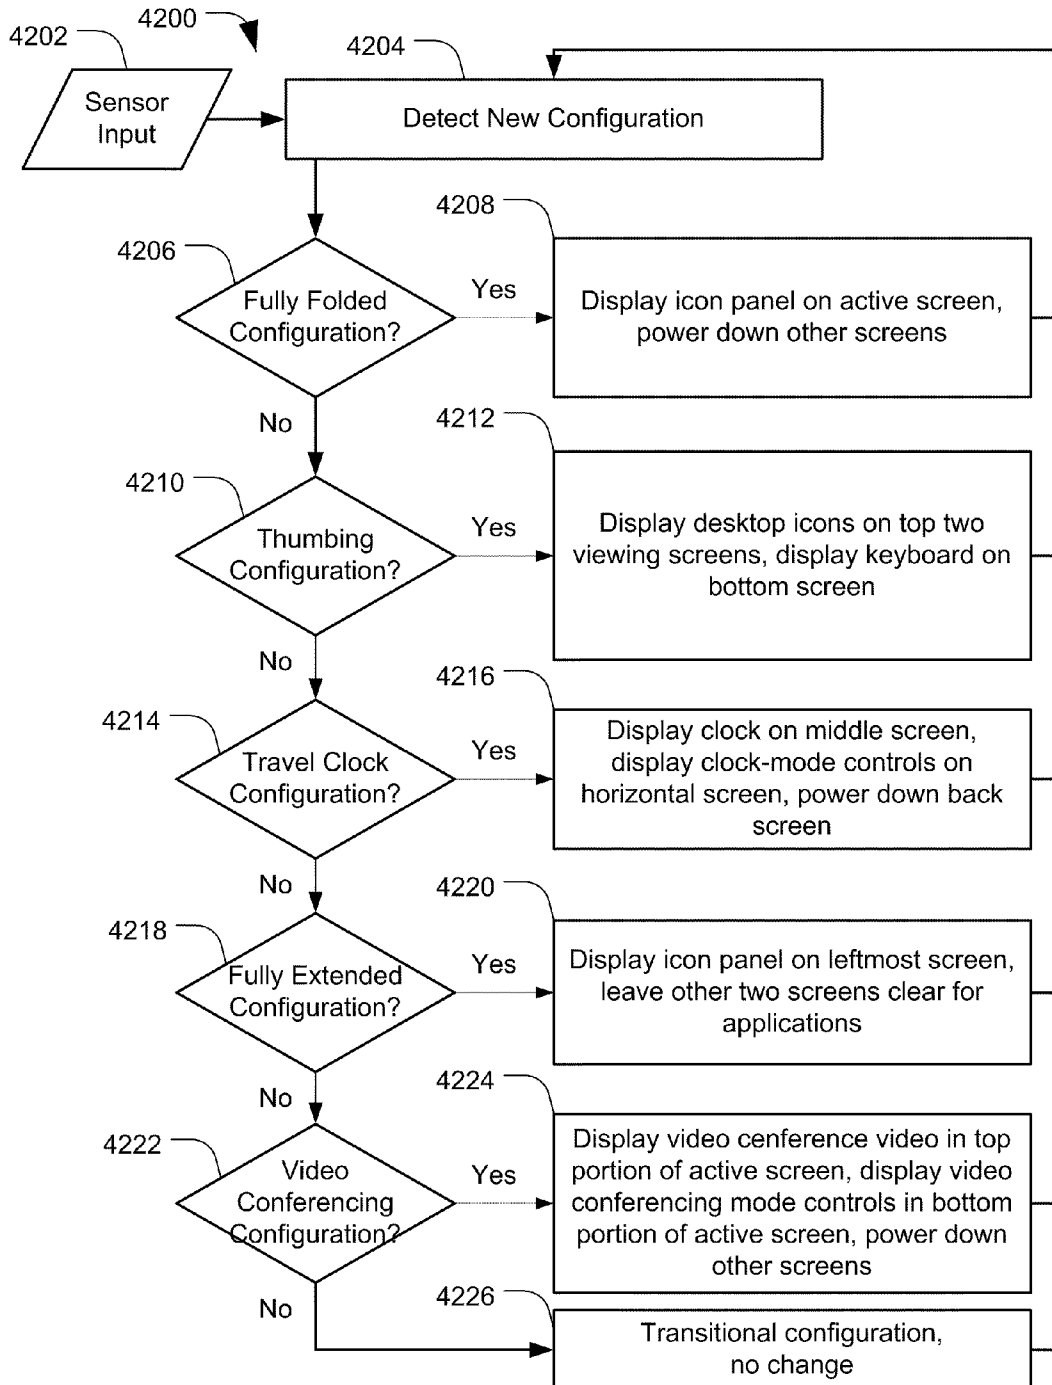 4200
4202
Sensor
Input
4204
Detect New Configuration
4206
Fully Folded
Configuration?
Yes
No
4208
Display icon panel on active screen,
power down other screens
4210
Thumbing
Configuration?
Yes
No
4212
Display desktop icons on top two
viewing screens, display keyboard on
bottom screen
4214
Travel Clock
Configuration?
Yes
No
4216
Display clock on middle screen,
display clock-mode controls on
horizontal screen, power down back
screen
4218
Fully Extended
Configuration?
Yes
No
4220
Display icon panel on leftmost screen,
leave other two screens clear for
applications
4222
Video
Conferencing
Configuration?
Yes
No
4224
Display video cenference video in top
portion of active screen, display video
conferencing mode controls in bottom
portion of active screen, power down
other screens
4226
Transitional configuration,
no change